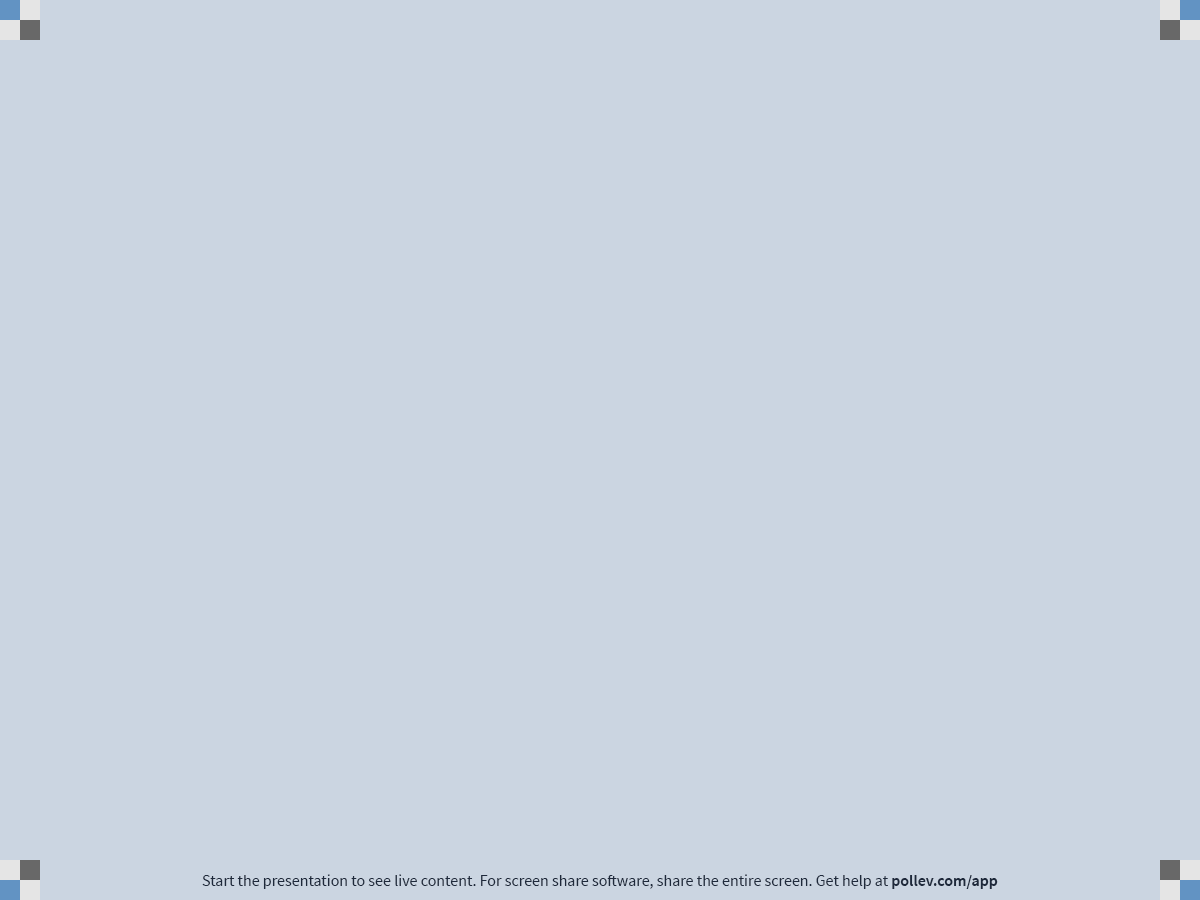 Start the presentation to see live content. For screen share software, share the entire screen. Get help at pollev.com/app